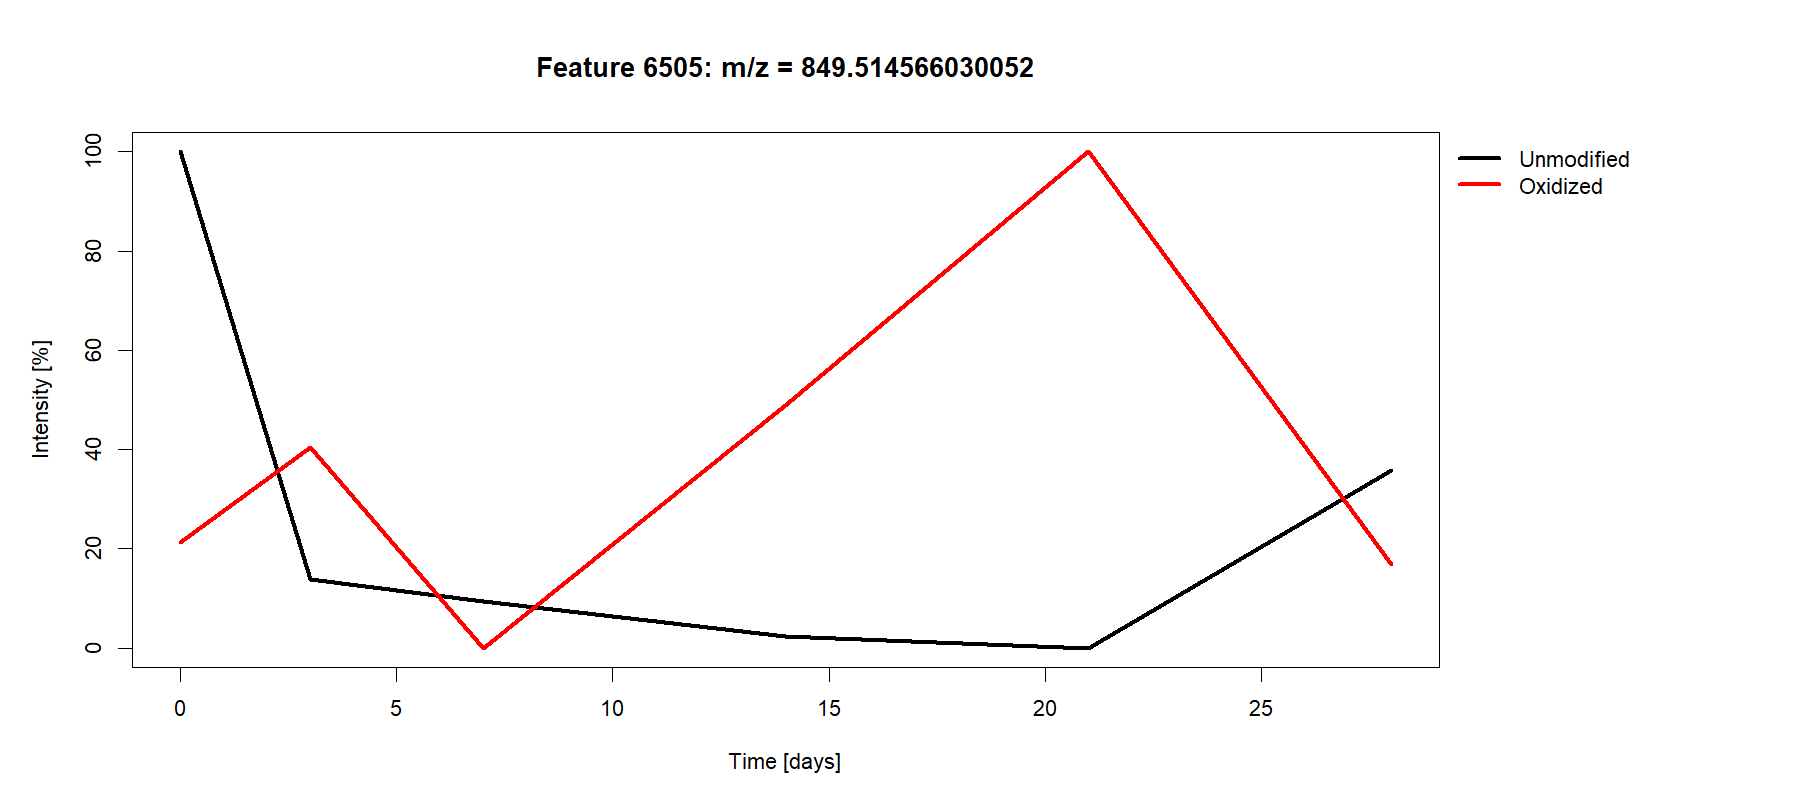 Feature 6505: m/z = 849.514566030052
Unmodified
Oxidized
100
80
60
40
20
0
Intensity [%]
0 5 10 15 20 25
Time [days]